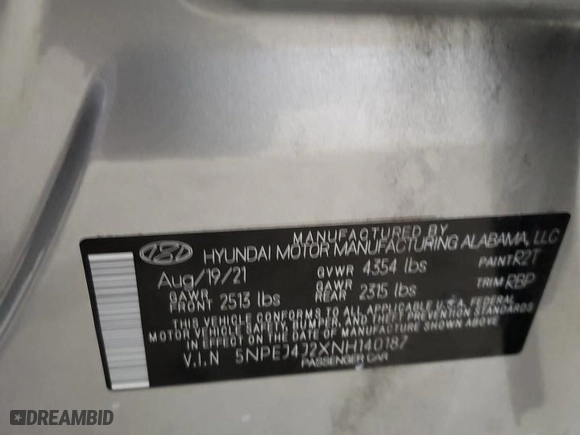 MANUFACTURED BY
HYUNDAI MOTOR MANUFACTURING ALABAMA, LLC
Aug/19/21 GVWR 4354 lbs PAINT R2T
GAWR FRONT 2513 lbs GAWR REAR 2315 lbs TRIM RBP
THIS VEHICLE CONFORMS TO ALL APPLICABLE U.S.A. FEDERAL
MOTOR VEHICLE SAFETY, BUMPER, AND THEFT PREVENTION STANDARDS
IN EFFECT ON THE DATE OF MANUFACTURE SHOWN ABOVE.
V.I.N 5NPEJ4J2XNH140187
PASSENGER CAR
DREAMBID